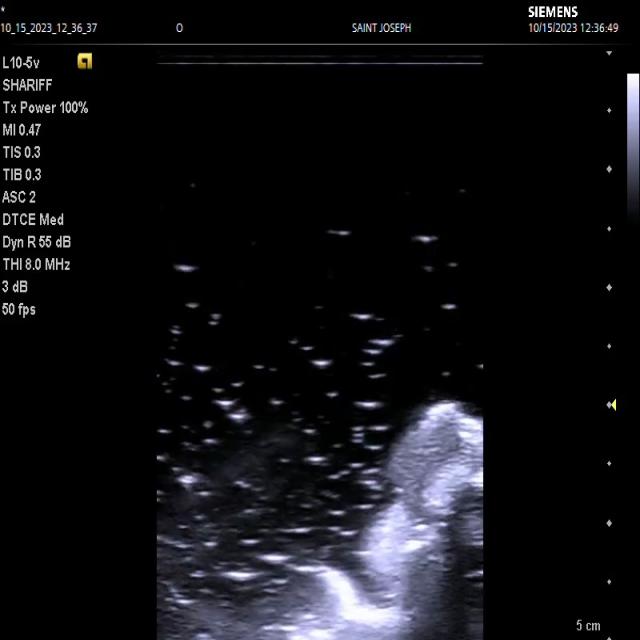 *
SIEMENS
10_15_2023_12_36_37 O SAINT JOSEPH 10/15/2023 12:36:49
L10-5v
SHARIFF
Tx Power 100%
MI 0.47
TIS 0.3
TIB 0.3
ASC 2
DTCE Med
Dyn R 55 dB
THI 8.0 MHz
3 dB
50 fps
5 cm